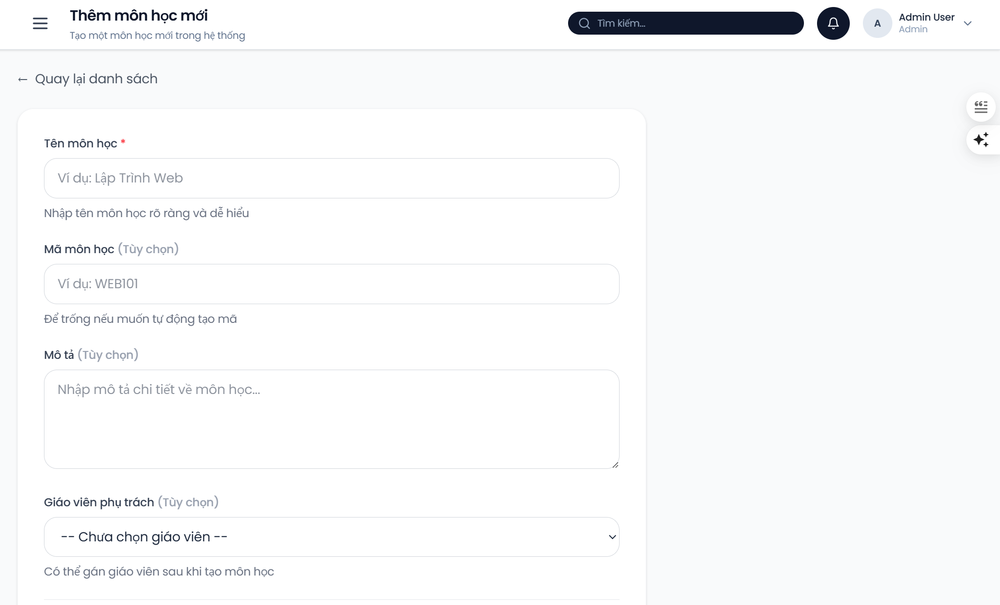 Thêm môn học mới
Tạo một môn học mới trong hệ thống
Tìm kiếm...
A
Admin User
Admin
← Quay lại danh sách
Tên môn học *
Ví dụ: Lập Trình Web
Nhập tên môn học rõ ràng và dễ hiểu
Mã môn học (Tùy chọn)
Ví dụ: WEB101
Để trống nếu muốn tự động tạo mã
Mô tả (Tùy chọn)
Nhập mô tả chi tiết về môn học...
Giáo viên phụ trách (Tùy chọn)
-- Chưa chọn giáo viên --
Có thể gán giáo viên sau khi tạo môn học